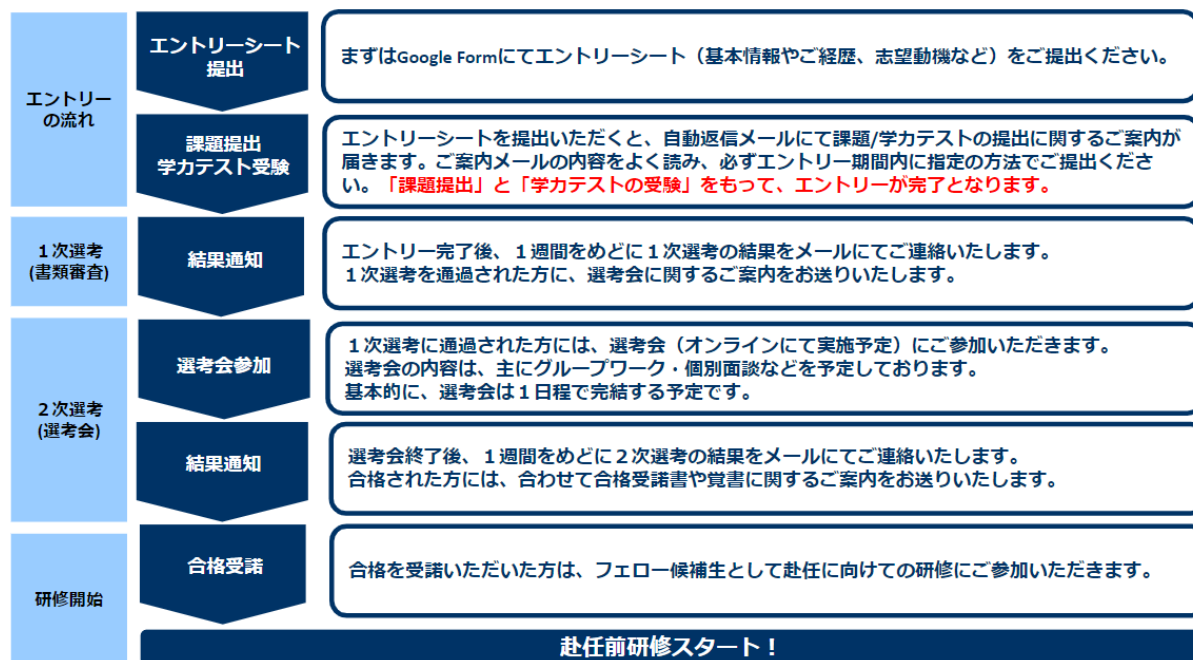 エントリー
の流れ
エントリーシート
提出
まずはGoogle Formにてエントリーシート（基本情報やご経歴、志望動機など）をご提出ください。
課題提出
学力テスト受験
エントリーシートを提出いただくと、自動返信メールにて課題/学力テストの提出に関するご案内が
届きます。ご案内メールの内容をよく読み、必ずエントリー期間内に指定の方法でご提出くださ
い。「課題提出」と「学力テストの受験」をもって、エントリーが完了となります。
１次選考
(書類審査)
結果通知
エントリー完了後、１週間をめどに１次選考の結果をメールにてご連絡いたします。
１次選考を通過された方に、選考会に関するご案内をお送りいたします。
２次選考
(選考会)
選考会参加
１次選考に通過された方には、選考会（オンラインにて実施予定）にご参加いただきます。
選考会の内容は、主にグループワーク・個別面談などを予定しております。
基本的に、選考会は１日程で完結する予定です。
結果通知
選考会終了後、１週間をめどに２次選考の結果をメールにてご連絡いたします。
合格された方には、合わせて合格受諾書や覚書に関するご案内をお送りいたします。
研修開始
合格受諾
合格を受諾いただいた方は、フェロー候補生として赴任に向けての研修にご参加いただきます。
赴任前研修スタート！